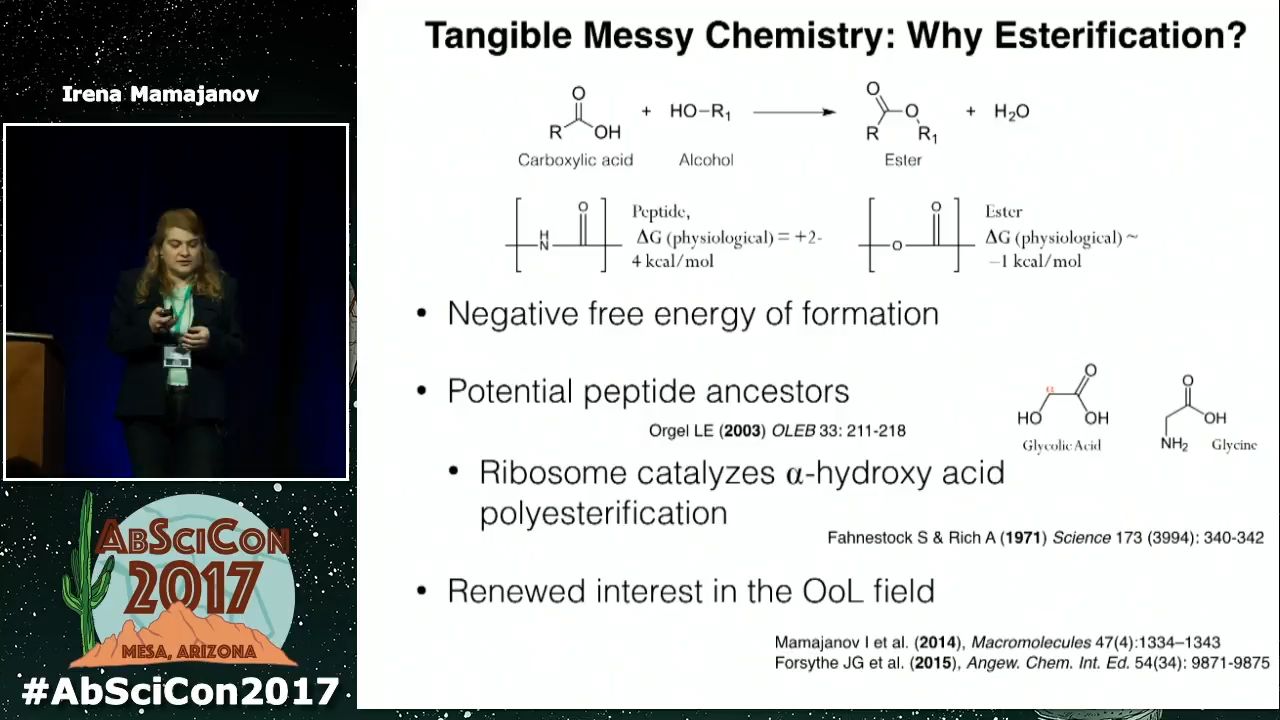 Tangible Messy Chemistry: Why Esterification?
Irena Mamajanov
O
R
OH
+ HO–R1
O
O
R
R1
+ H2O
Carboxylic acid
Alcohol
Ester
H
N
O
Peptide,
ΔG (physiological) = +2-
4 kcal/mol
O
O
Ester
ΔG (physiological) ~
−1 kcal/mol
• Negative free energy of formation
• Potential peptide ancestors
Orgel LE (2003) OLEB 33: 211-218
α
O
HO
OH
Glycolic Acid
O
OH
NH2
Glycine
• Ribosome catalyzes α-hydroxy acid
polyesterification
Fahnestock S & Rich A (1971) Science 173 (3994): 340-342
• Renewed interest in the OoL field
Mamajanov I et al. (2014), Macromolecules 47(4):1334–1343
Forsythe JG et al. (2015), Angew. Chem. Int. Ed. 54(34): 9871-9875
ABSCICON
2017
MESA, ARIZONA
#AbSciCon2017